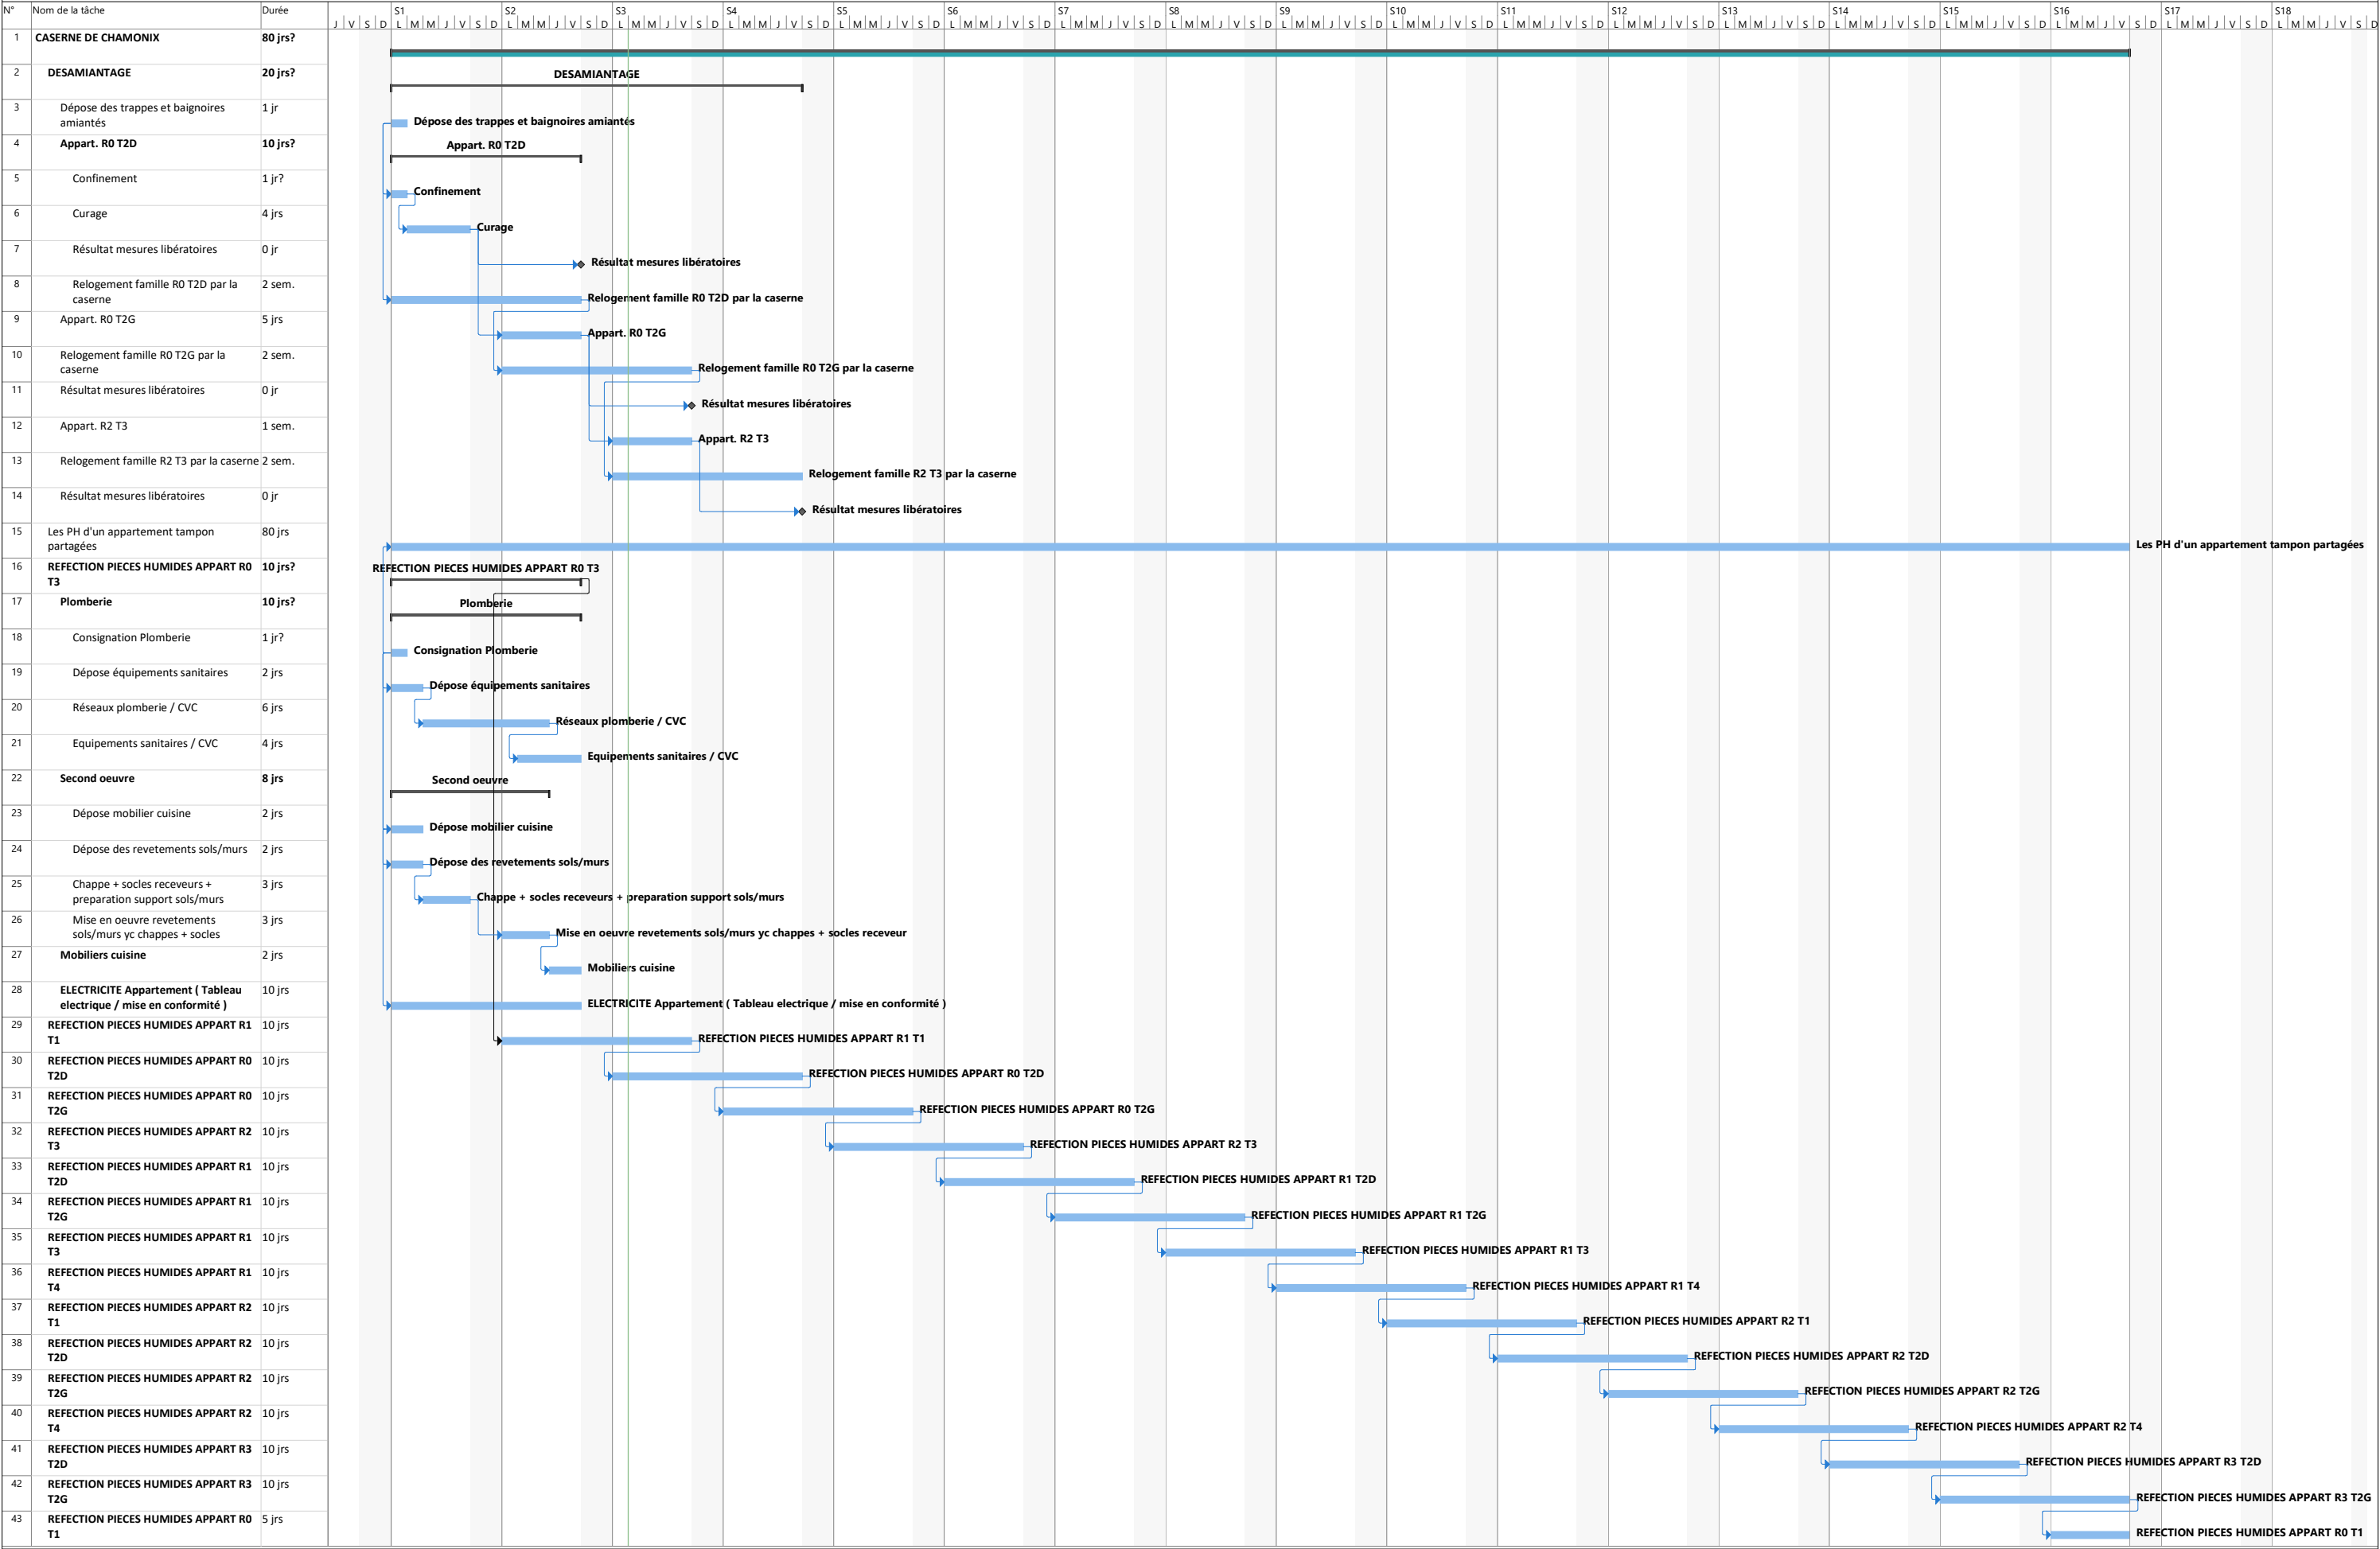 N° Nom de la tâche Durée S1 S2 S3 S4 S5 S6 S7 S8 S9 S10 S11 S12 S13 S14 S15 S16 S17 S18
J V S D L M M J V S D L M M J V S D L M M J V S D L M M J V S D L M M J V S D L M M J V S D L M M J V S D L M M J V S D L M M J V S D L M M J V S D L M M J V S D L M M J V S D L M M J V S D L M M J V S D L M M J V S D L M M J V S D L M M J V S D L M M J V S D
1 CASERNE DE CHAMONIX 80 jrs?
2 DESAMIANTAGE 20 jrs? DESAMIANTAGE
3 Dépose des trappes et baignoires 1 jr
amiantés Dépose des trappes et baignoires amiantés
4 Appart. R0 T2D 10 jrs? Appart. R0 T2D
5 Confinement 1 jr?
Confinement
6 Curage 4 jrs
Curage
7 Résultat mesures libératoires 0 jr
Résultat mesures libératoires
8 Relogement famille R0 T2D par la 2 sem.
caserne Relogement famille R0 T2D par la caserne
9 Appart. R0 T2G 5 jrs
Appart. R0 T2G
10 Relogement famille R0 T2G par la 2 sem.
caserne Relogement famille R0 T2G par la caserne
11 Résultat mesures libératoires 0 jr
Résultat mesures libératoires
12 Appart. R2 T3 1 sem.
Appart. R2 T3
13 Relogement famille R2 T3 par la caserne 2 sem.
Relogement famille R2 T3 par la caserne
14 Résultat mesures libératoires 0 jr
Résultat mesures libératoires
15 Les PH d'un appartement tampon 80 jrs
partagées Les PH d'un appartement tampon partagées
16 REFECTION PIECES HUMIDES APPART R0 10 jrs? REFECTION PIECES HUMIDES APPART R0 T3
T3
17 Plomberie 10 jrs? Plomberie
18 Consignation Plomberie 1 jr?
Consignation Plomberie
19 Dépose équipements sanitaires 2 jrs
Dépose équipements sanitaires
20 Réseaux plomberie / CVC 6 jrs
Réseaux plomberie / CVC
21 Equipements sanitaires / CVC 4 jrs
Equipements sanitaires / CVC
22 Second oeuvre 8 jrs Second oeuvre
23 Dépose mobilier cuisine 2 jrs
Dépose mobilier cuisine
24 Dépose des revetements sols/murs 2 jrs
Dépose des revetements sols/murs
25 Chappe + socles receveurs + 3 jrs
preparation support sols/murs Chappe + socles receveurs + preparation support sols/murs
26 Mise en oeuvre revetements 3 jrs
sols/murs yc chappes + socles Mise en oeuvre revetements sols/murs yc chappes + socles receveur
27 Mobiliers cuisine 2 jrs
Mobiliers cuisine
28 ELECTRICITE Appartement ( Tableau 10 jrs
electrique / mise en conformité ) ELECTRICITE Appartement ( Tableau electrique / mise en conformité )
29 REFECTION PIECES HUMIDES APPART R1 10 jrs
T1 REFECTION PIECES HUMIDES APPART R1 T1
30 REFECTION PIECES HUMIDES APPART R0 10 jrs
T2D REFECTION PIECES HUMIDES APPART R0 T2D
31 REFECTION PIECES HUMIDES APPART R0 10 jrs
T2G REFECTION PIECES HUMIDES APPART R0 T2G
32 REFECTION PIECES HUMIDES APPART R2 10 jrs
T3 REFECTION PIECES HUMIDES APPART R2 T3
33 REFECTION PIECES HUMIDES APPART R1 10 jrs
T2D REFECTION PIECES HUMIDES APPART R1 T2D
34 REFECTION PIECES HUMIDES APPART R1 10 jrs
T2G REFECTION PIECES HUMIDES APPART R1 T2G
35 REFECTION PIECES HUMIDES APPART R1 10 jrs
T3 REFECTION PIECES HUMIDES APPART R1 T3
36 REFECTION PIECES HUMIDES APPART R1 10 jrs
T4 REFECTION PIECES HUMIDES APPART R1 T4
37 REFECTION PIECES HUMIDES APPART R2 10 jrs
T1 REFECTION PIECES HUMIDES APPART R2 T1
38 REFECTION PIECES HUMIDES APPART R2 10 jrs
T2D REFECTION PIECES HUMIDES APPART R2 T2D
39 REFECTION PIECES HUMIDES APPART R2 10 jrs
T2G REFECTION PIECES HUMIDES APPART R2 T2G
40 REFECTION PIECES HUMIDES APPART R2 10 jrs
T4 REFECTION PIECES HUMIDES APPART R2 T4
41 REFECTION PIECES HUMIDES APPART R3 10 jrs
T2D REFECTION PIECES HUMIDES APPART R3 T2D
42 REFECTION PIECES HUMIDES APPART R3 10 jrs
T2G REFECTION PIECES HUMIDES APPART R3 T2G
43 REFECTION PIECES HUMIDES APPART R0 5 jrs
T1 REFECTION PIECES HUMIDES APPART R0 T1